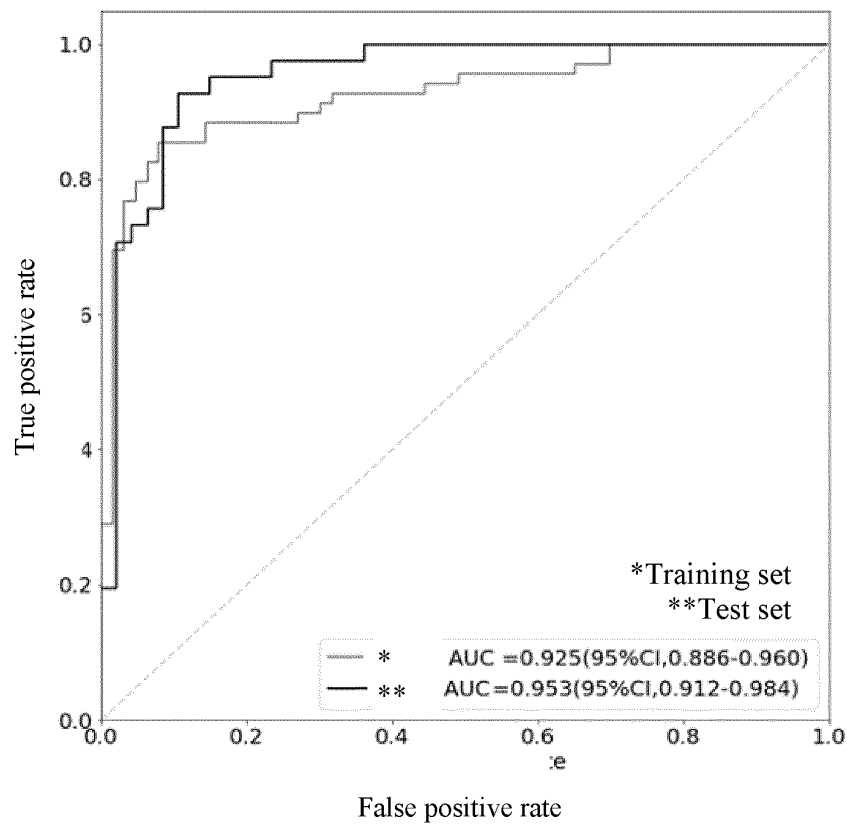 1.0
0.8
6
4
0.2
0.0
True positive rate
*Training set
**Test set
* AUC =0.925(95%CI,0.886-0.960)
** AUC=0.953(95%CI,0.912-0.984)
0.0 0.2 0.4 0.6 0.8 1.0
:e
False positive rate